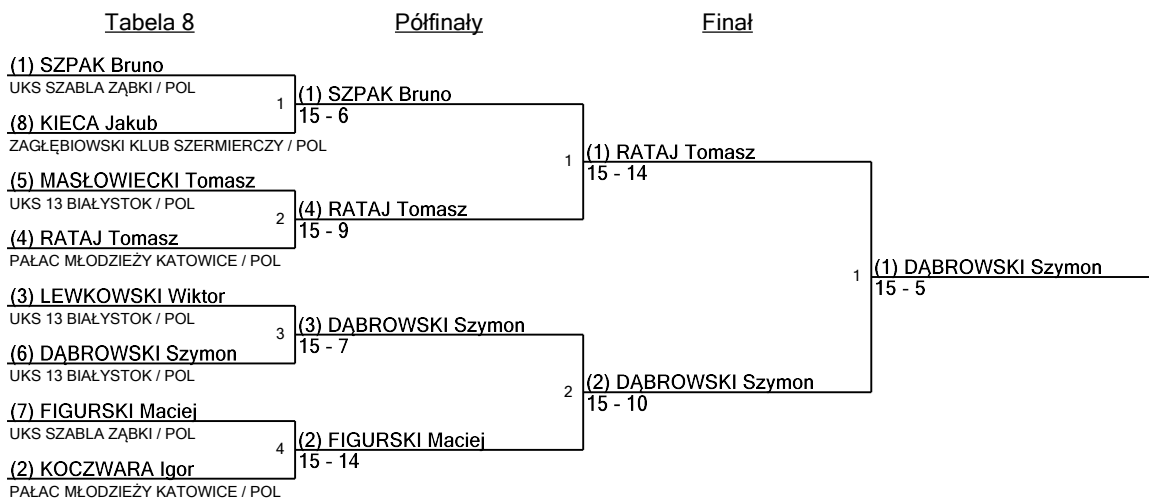 Tabela 8
Półfinały
Finał
(1) SZPAK Bruno
UKS SZABLA ZĄBKI / POL
1
(8) KIECA Jakub
ZAGŁĘBIOWSKI KLUB SZERMIERCZY / POL
(5) MASŁOWIECKI Tomasz
UKS 13 BIAŁYSTOK / POL
2
(4) RATAJ Tomasz
PAŁAC MŁODZIEŻY KATOWICE / POL
(3) LEWKOWSKI Wiktor
UKS 13 BIAŁYSTOK / POL
3
(6) DĄBROWSKI Szymon
UKS 13 BIAŁYSTOK / POL
(7) FIGURSKI Maciej
UKS SZABLA ZĄBKI / POL
4
(2) KOCZWARA Igor
PAŁAC MŁODZIEŻY KATOWICE / POL
(1) SZPAK Bruno
15 - 6
1
(4) RATAJ Tomasz
15 - 9
(3) DĄBROWSKI Szymon
15 - 7
2
(2) FIGURSKI Maciej
15 - 14
(1) RATAJ Tomasz
15 - 14
1
(2) DĄBROWSKI Szymon
15 - 10
(1) DĄBROWSKI Szymon
15 - 5